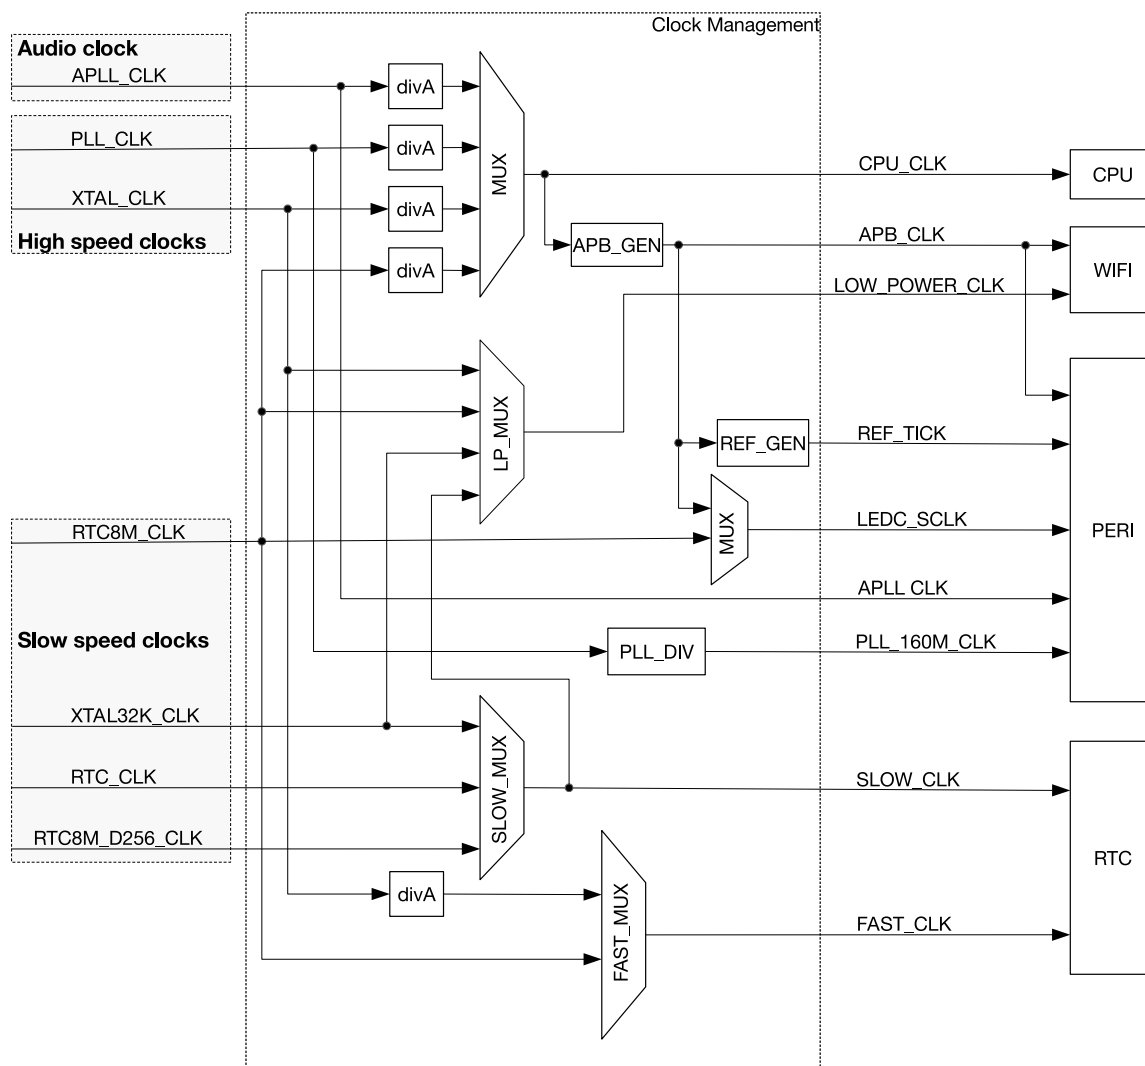 Clock Management
Audio clock
APLL_CLK
divA
PLL_CLK
divA
MUX
CPU_CLK
CPU
XTAL_CLK
divA
High speed clocks
APB_GEN
APB_CLK
WIFI
divA
LOW_POWER_CLK
LP_MUX
REF_GEN
REF_TICK
RTC8M_CLK
MUX
LEDC_SCLK
PERI
APLL CLK
Slow speed clocks
PLL_DIV
PLL_160M_CLK
XTAL32K_CLK
RTC_CLK
SLOW_MUX
SLOW_CLK
RTC8M_D256_CLK
RTC
divA
FAST_MUX
FAST_CLK